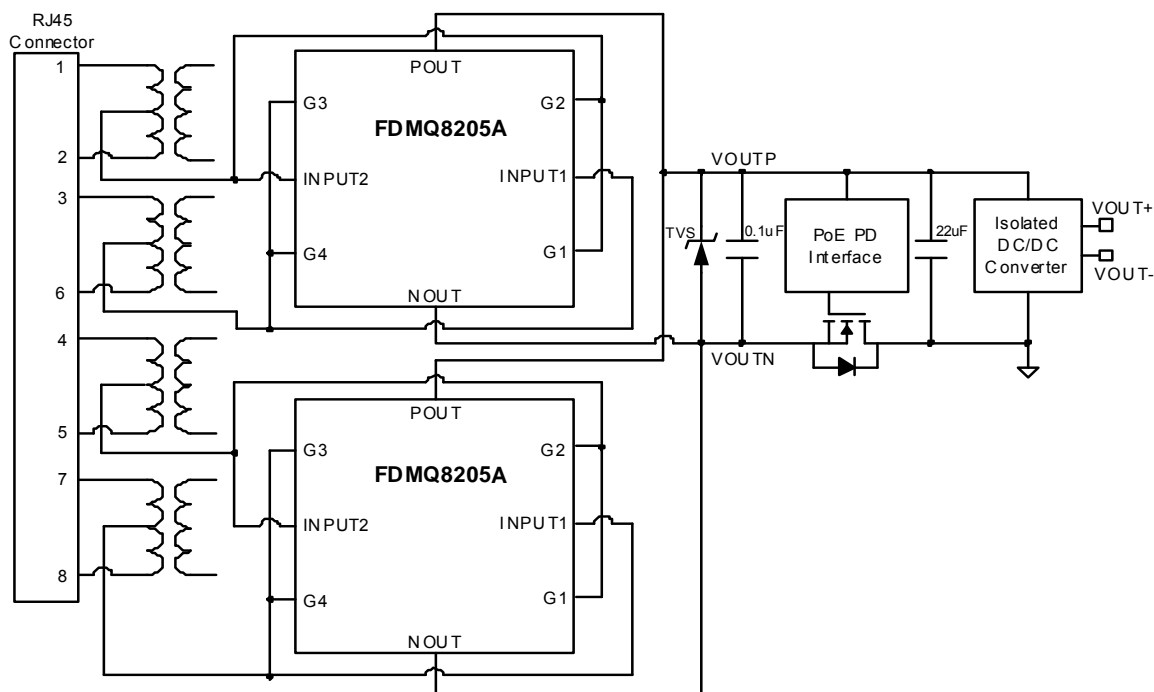 RJ45
Connector
1
2
3
6
4
5
7
8
POUT
G3
G2
FDMQ8205A
INPUT2
INPUT1
G4
G1
NOUT
POUT
G3
G2
FDMQ8205A
INPUT2
INPUT1
G4
G1
NOUT
VOUTP
TVS
0.1uF
PoE PD
Interface
22uF
Isolated
DC/DC
Converter
VOUT+
VOUT-
VOUTN